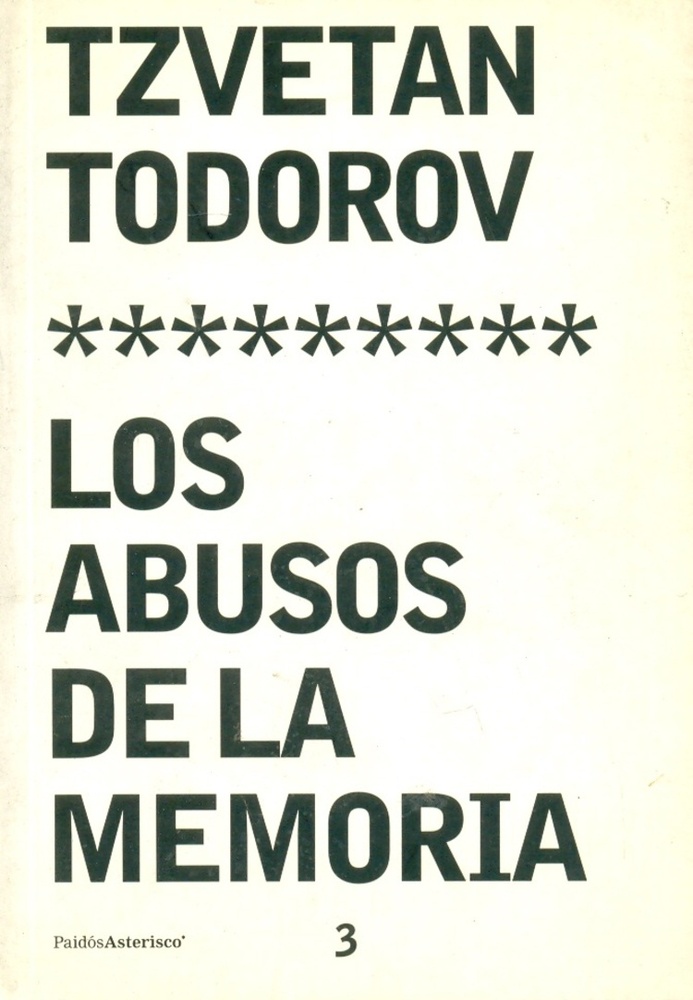 TZVETAN
TODOROV
*********
LOS
ABUSOS
DE LA
MEMORIA
PaidósAsterisco*
3